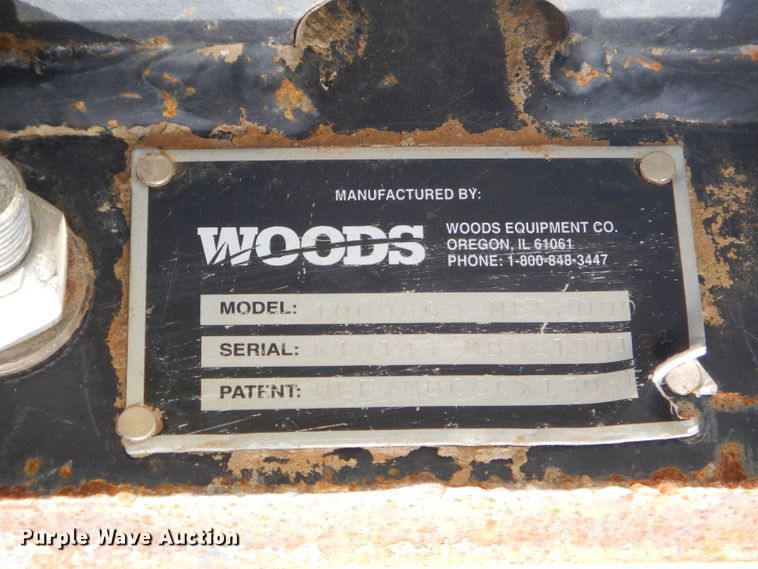 MANUFACTURED BY:
WOODS
WOODS EQUIPMENT CO.
OREGON, IL 61061
PHONE: 1-800-848-3447
MODEL:
SERIAL:
PATENT:
Purple Wave Auction